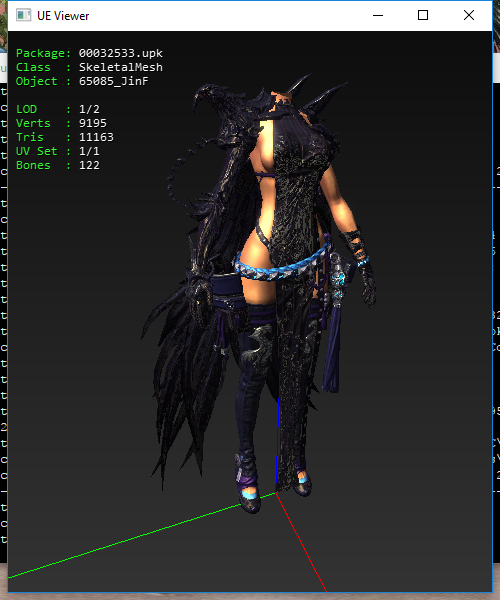 UE Viewer
Package: 00032533.upk
Class : SkeletalMesh
Object : 65085_JinF
LOD : 1/2
Verts : 9195
Tris : 11163
UV Set : 1/1
Bones : 122